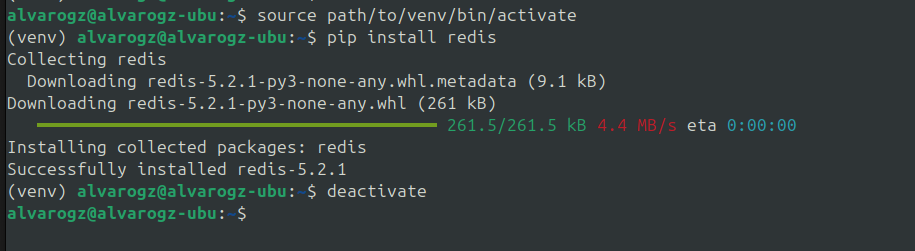 alvarogz@alvarogz-ubu:~$ source path/to/venv/bin/activate
(venv) alvarogz@alvarogz-ubu:~$ pip install redis
Collecting redis
  Downloading redis-5.2.1-py3-none-any.whl.metadata (9.1 kB)
Downloading redis-5.2.1-py3-none-any.whl (261 kB)
261.5/261.5 kB 4.4 MB/s eta 0:00:00
Installing collected packages: redis
Successfully installed redis-5.2.1
(venv) alvarogz@alvarogz-ubu:~$ deactivate
alvarogz@alvarogz-ubu:~$